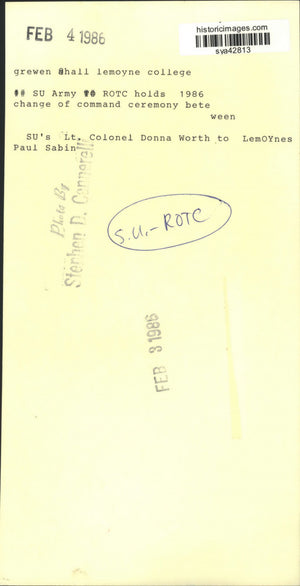 FEB 4 1986
historicimages.com
sya42813
grewen hall lemoyne college
SU Army ROTC holds 1986
change of command ceremony bete
ween
SU's Lt. Colonel Donna Worth to LemOYnes
Paul Sabin
Photo By
Stephen D. Cannerelli
S.U.-ROTC
FEB 3 1986